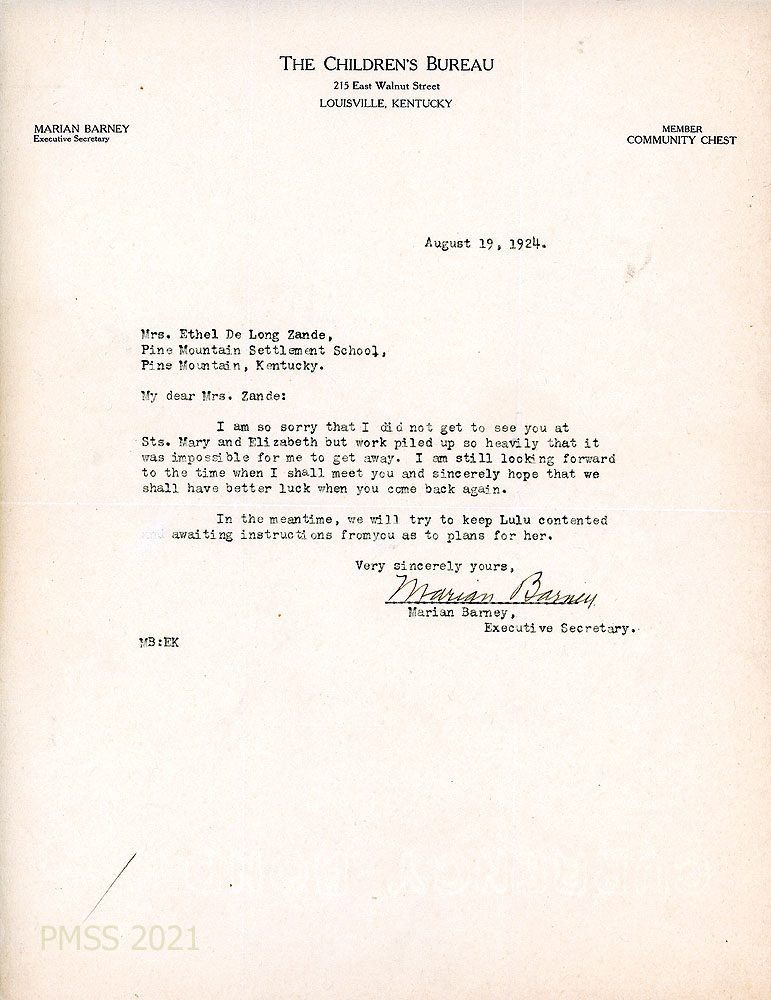 THE CHILDREN'S BUREAU
215 East Walnut Street
LOUISVILLE, KENTUCKY
MARIAN BARNEY
Executive Secretary
MEMBER
COMMUNITY CHEST
August 19, 1924.
Mrs. Ethel De Long Zande,
Pine Mountain Settlement School,
Pine Mountain, Kentucky.
My dear Mrs. Zande:
I am so sorry that I did not get to see you at
Sts. Mary and Elizabeth but work piled up so heavily that it
was impossible for me to get away. I am still looking forward
to the time when I shall meet you and sincerely hope that we
shall have better luck when you come back again.
In the meantime, we will try to keep Lulu contented
and awaiting instructions fromyou as to plans for her.
Very sincerely yours,
Marian Barney
Marian Barney,
Executive Secretary.
MB:EK
PMSS 2021